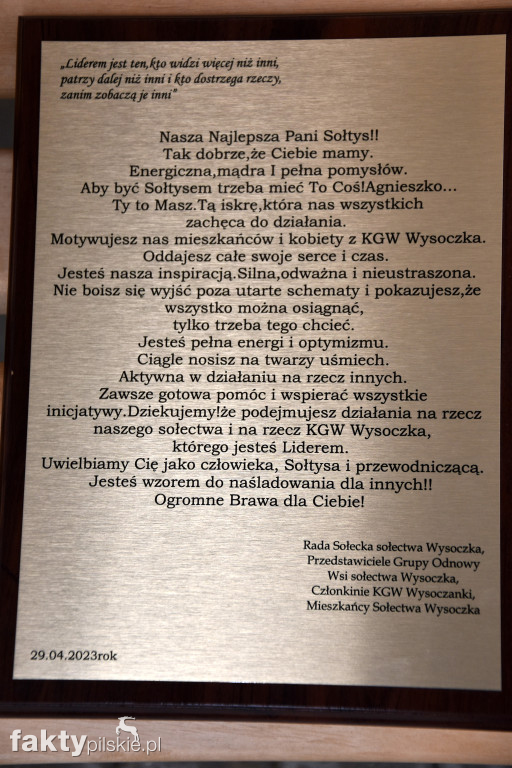 „Liderem jest ten,kto widzi więcej niż inni,
patrzy dalej niż inni i kto dostrzega rzeczy,
zanim zobaczą je inni"
Nasza Najlepsza Pani Sołtys!!
Tak dobrze,że Ciebie mamy.
Energiczna,mądra I pełna pomysłów.
Aby być Sołtysem trzeba mieć To Coś!Agnieszko...
Ty to Masz.Tą iskrę,która nas wszystkich
zachęca do działania.
Motywujesz nas mieszkańców i kobiety z KGW Wysoczka.
Oddajesz całe swoje serce i czas.
Jesteś nasza inspiracją.Silna,odważna i nieustraszona.
Nie boisz się wyjść poza utarte schematy i pokazujesz,że
wszystko można osiągnąć,
tylko trzeba tego chcieć.
Jesteś pełna energi i optymizmu.
Ciągle nosisz na twarzy uśmiech.
Aktywna w działaniu na rzecz innych.
Zawsze gotowa pomóc i wspierać wszystkie
inicjatywy.Dziekujemy!że podejmujesz działania na rzecz
naszego sołectwa i na rzecz KGW Wysoczka,
którego jesteś Liderem.
Uwielbiamy Cię jako człowieka, Sołtysa i przewodniczącą.
Jesteś wzorem do naśladowania dla innych!!
Ogromne Brawa dla Ciebie!
Rada Sołecka sołectwa Wysoczka,
Przedstawiciele Grupy Odnowy
Wsi sołectwa Wysoczka,
Członkinie KGW Wysoczanki,
Mieszkańcy Sołectwa Wysoczka
29.04.2023rok
faktypilskie.pl